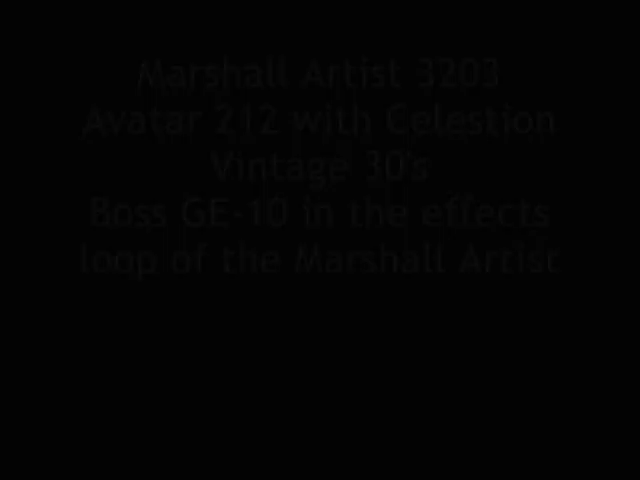 Marshall Artist 3203
Avatar 212 with Celestion
Vintage 30's
Boss GE-10 in the effects
loop of the Marshall Artist